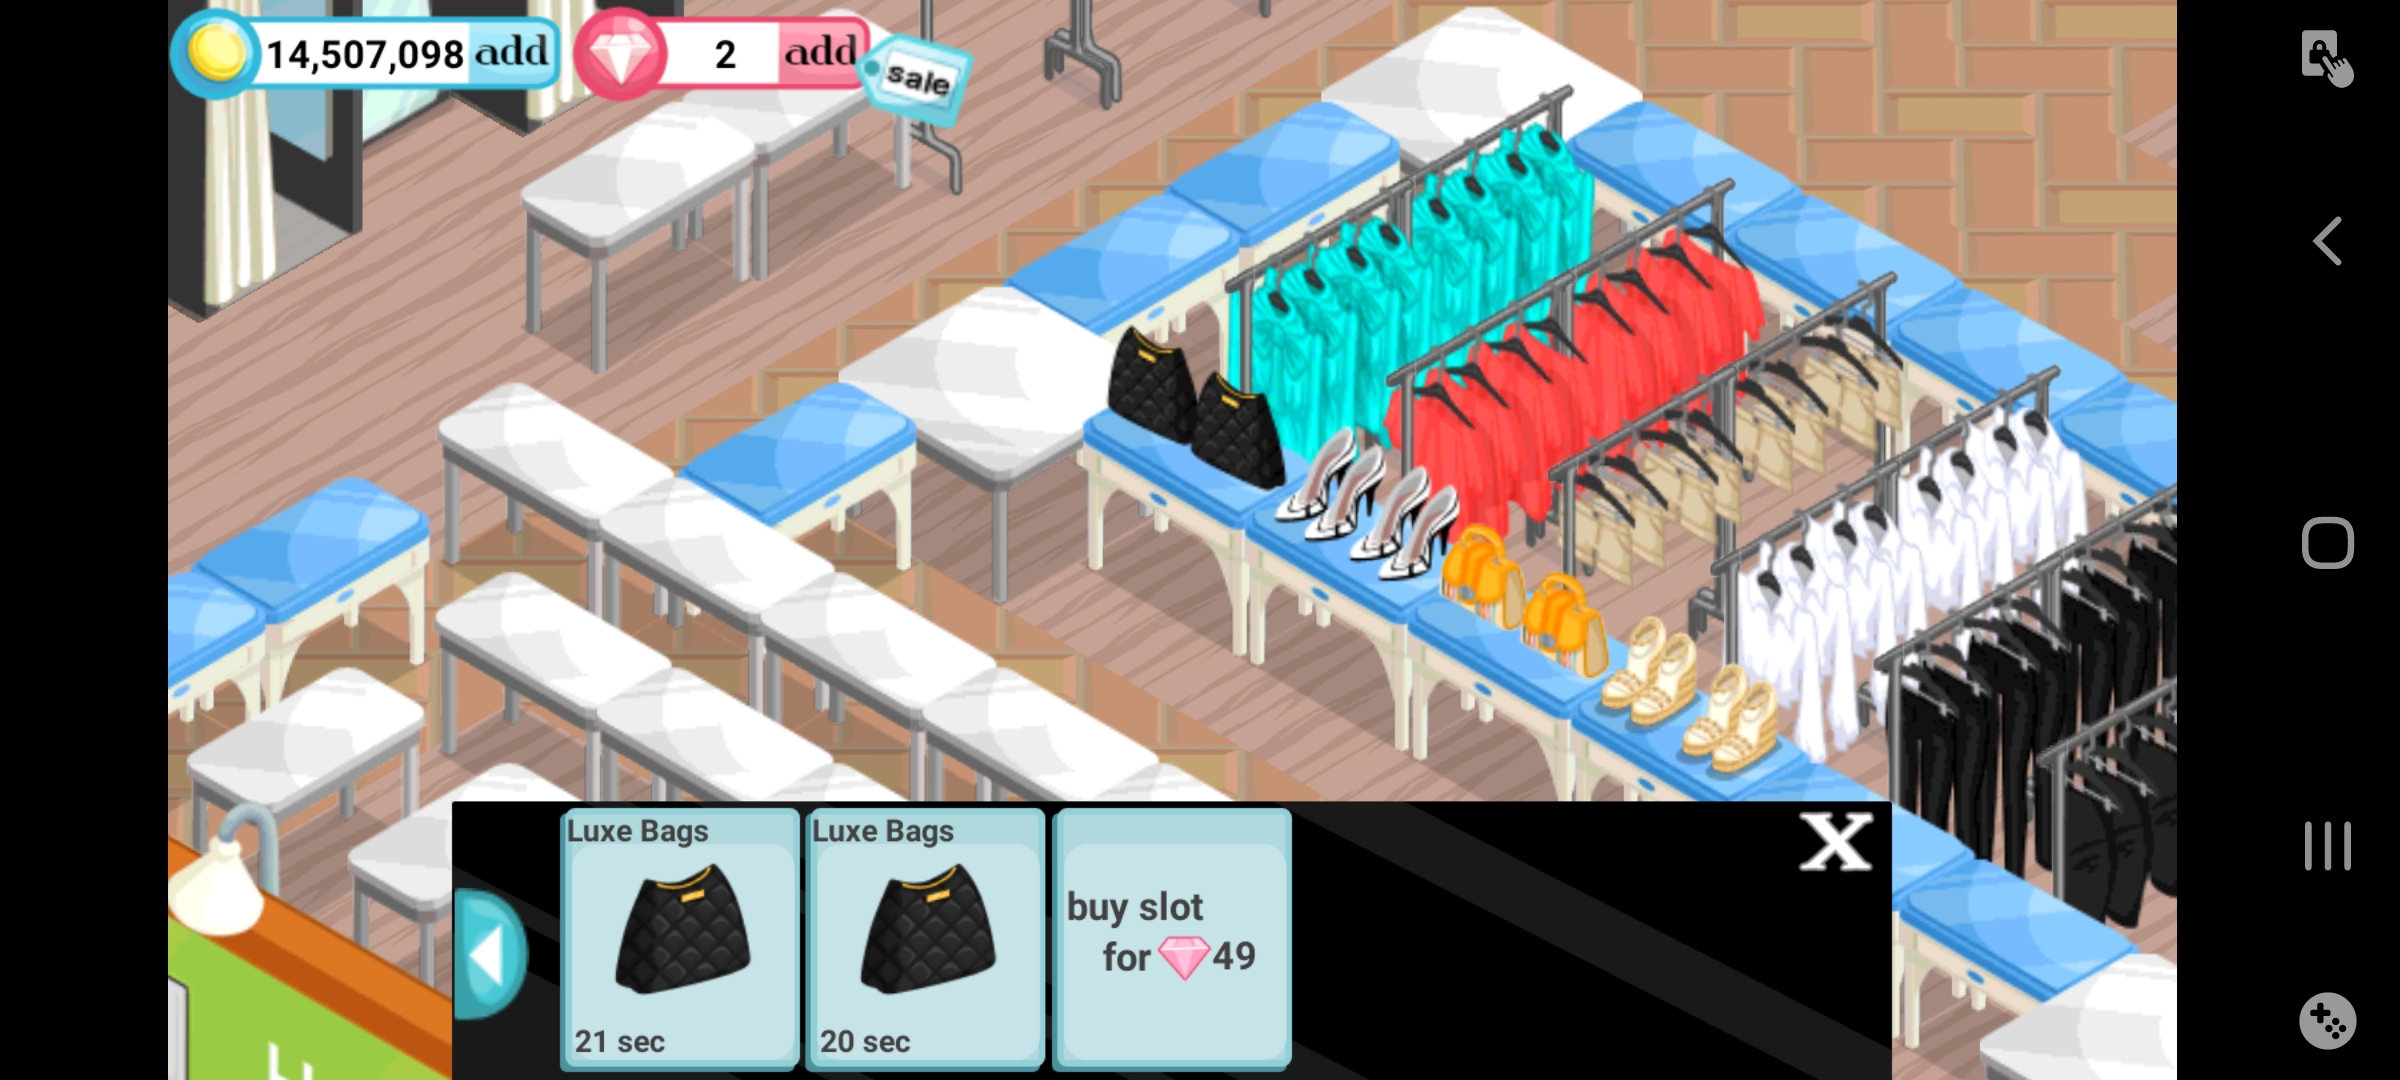 14,507,098 add
2 add
sale
Luxe Bags
21 sec
Luxe Bags
20 sec
buy slot
for 49
X